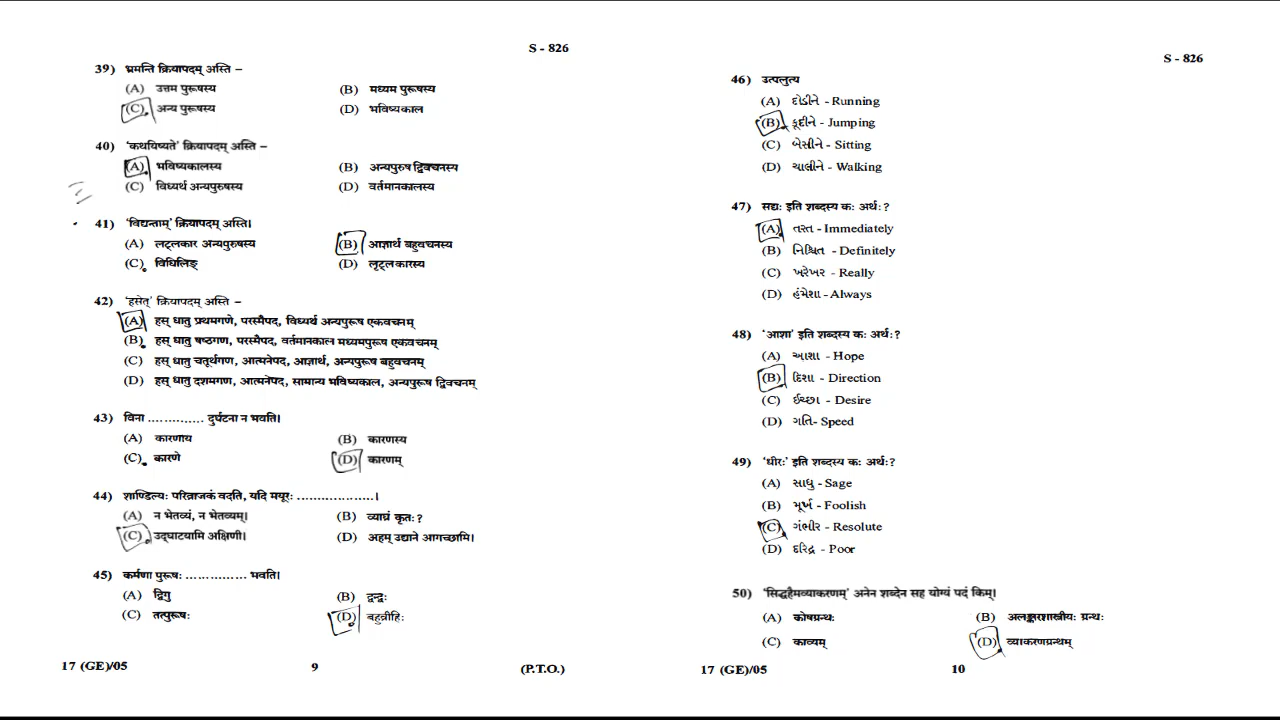 S - 826
39) भ्रमन्ति क्रियापदम् अस्ति –
(A) उत्तम पुरूषस्य (B) मध्यम पुरूषस्य
(C) अन्य पुरूषस्य (D) भविष्यकाल
40) 'कथयिष्यते' क्रियापदम् अस्ति –
(A) भविष्यकालस्य (B) अन्यपुरुष द्विवचनस्य
(C) विध्यर्थ अन्यपुरुषस्य (D) वर्तमानकालस्य
41) 'विद्यन्ताम्' क्रियापदम् अस्ति।
(A) लट्लकार अन्यपुरुषस्य (B) आज्ञार्थ बहुवचनस्य
(C) विधिलिङ् (D) लृट्लकारस्य
42) 'हसेत्' क्रियापदम् अस्ति –
(A) हस् धातु प्रथमगणे, परस्मैपद, विध्यर्थ अन्यपुरूष एकवचनम्
(B) हस् धातु षष्ठगण, परस्मैपद, वर्तमानकाल मध्यमपुरूष एकवचनम्
(C) हस् धातु चतुर्थगण, आत्मनेपद, आज्ञार्थ, अन्यपुरूष बहुवचनम्
(D) हस् धातु दशमगण, आत्मनेपद, सामान्य भविष्यकाल, अन्यपुरूष द्विवचनम्
43) विना .............. दुर्घटना न भवति।
(A) कारणाय (B) कारणस्य
(C) कारणे (D) कारणम्
44) शाण्डिल्यः परिव्राजकं वदति, यदि मयूरः ...................।
(A) न भेतव्यं, न भेतव्यम्। (B) व्याघ्रं कृतः?
(C) उद्घाटयामि अक्षिणी। (D) अहम् उद्याने आगच्छामि।
45) कर्मणा पुरूषः ............... भवति।
(A) द्विगु (B) द्वन्द्वः
(C) तत्पुरूषः (D) बहुव्रीहिः
17 (GE)/05 9 (P.T.O.)
S - 826
46) उत्पलुत्य
(A) દોડીને - Running
(B) કૂદીને - Jumping
(C) બેસીને - Sitting
(D) ચાલીને - Walking
47) सद्यः इति शब्दस्य कः अर्थः?
(A) તરત - Immediately
(B) નિશ્ચિત - Definitely
(C) ખરેખર - Really
(D) હંમેશા - Always
48) 'आशा' इति शब्दस्य कः अर्थः?
(A) આશા - Hope
(B) દિશા - Direction
(C) ઈચ્છા - Desire
(D) ગતિ- Speed
49) 'धीरः' इति शब्दस्य कः अर्थः?
(A) સાધુ - Sage
(B) મૂર્ખ - Foolish
(C) ગંભીર - Resolute
(D) દરિદ્ર - Poor
50) 'सिद्धहैमव्याकरणम्' अनेन शब्देन सह योग्यं पदं किम्।
(A) कोषग्रन्थः (B) अलङ्कारशास्त्रीयः ग्रन्थः
(C) काव्यम् (D) व्याकरणग्रन्थम्
17 (GE)/05 10